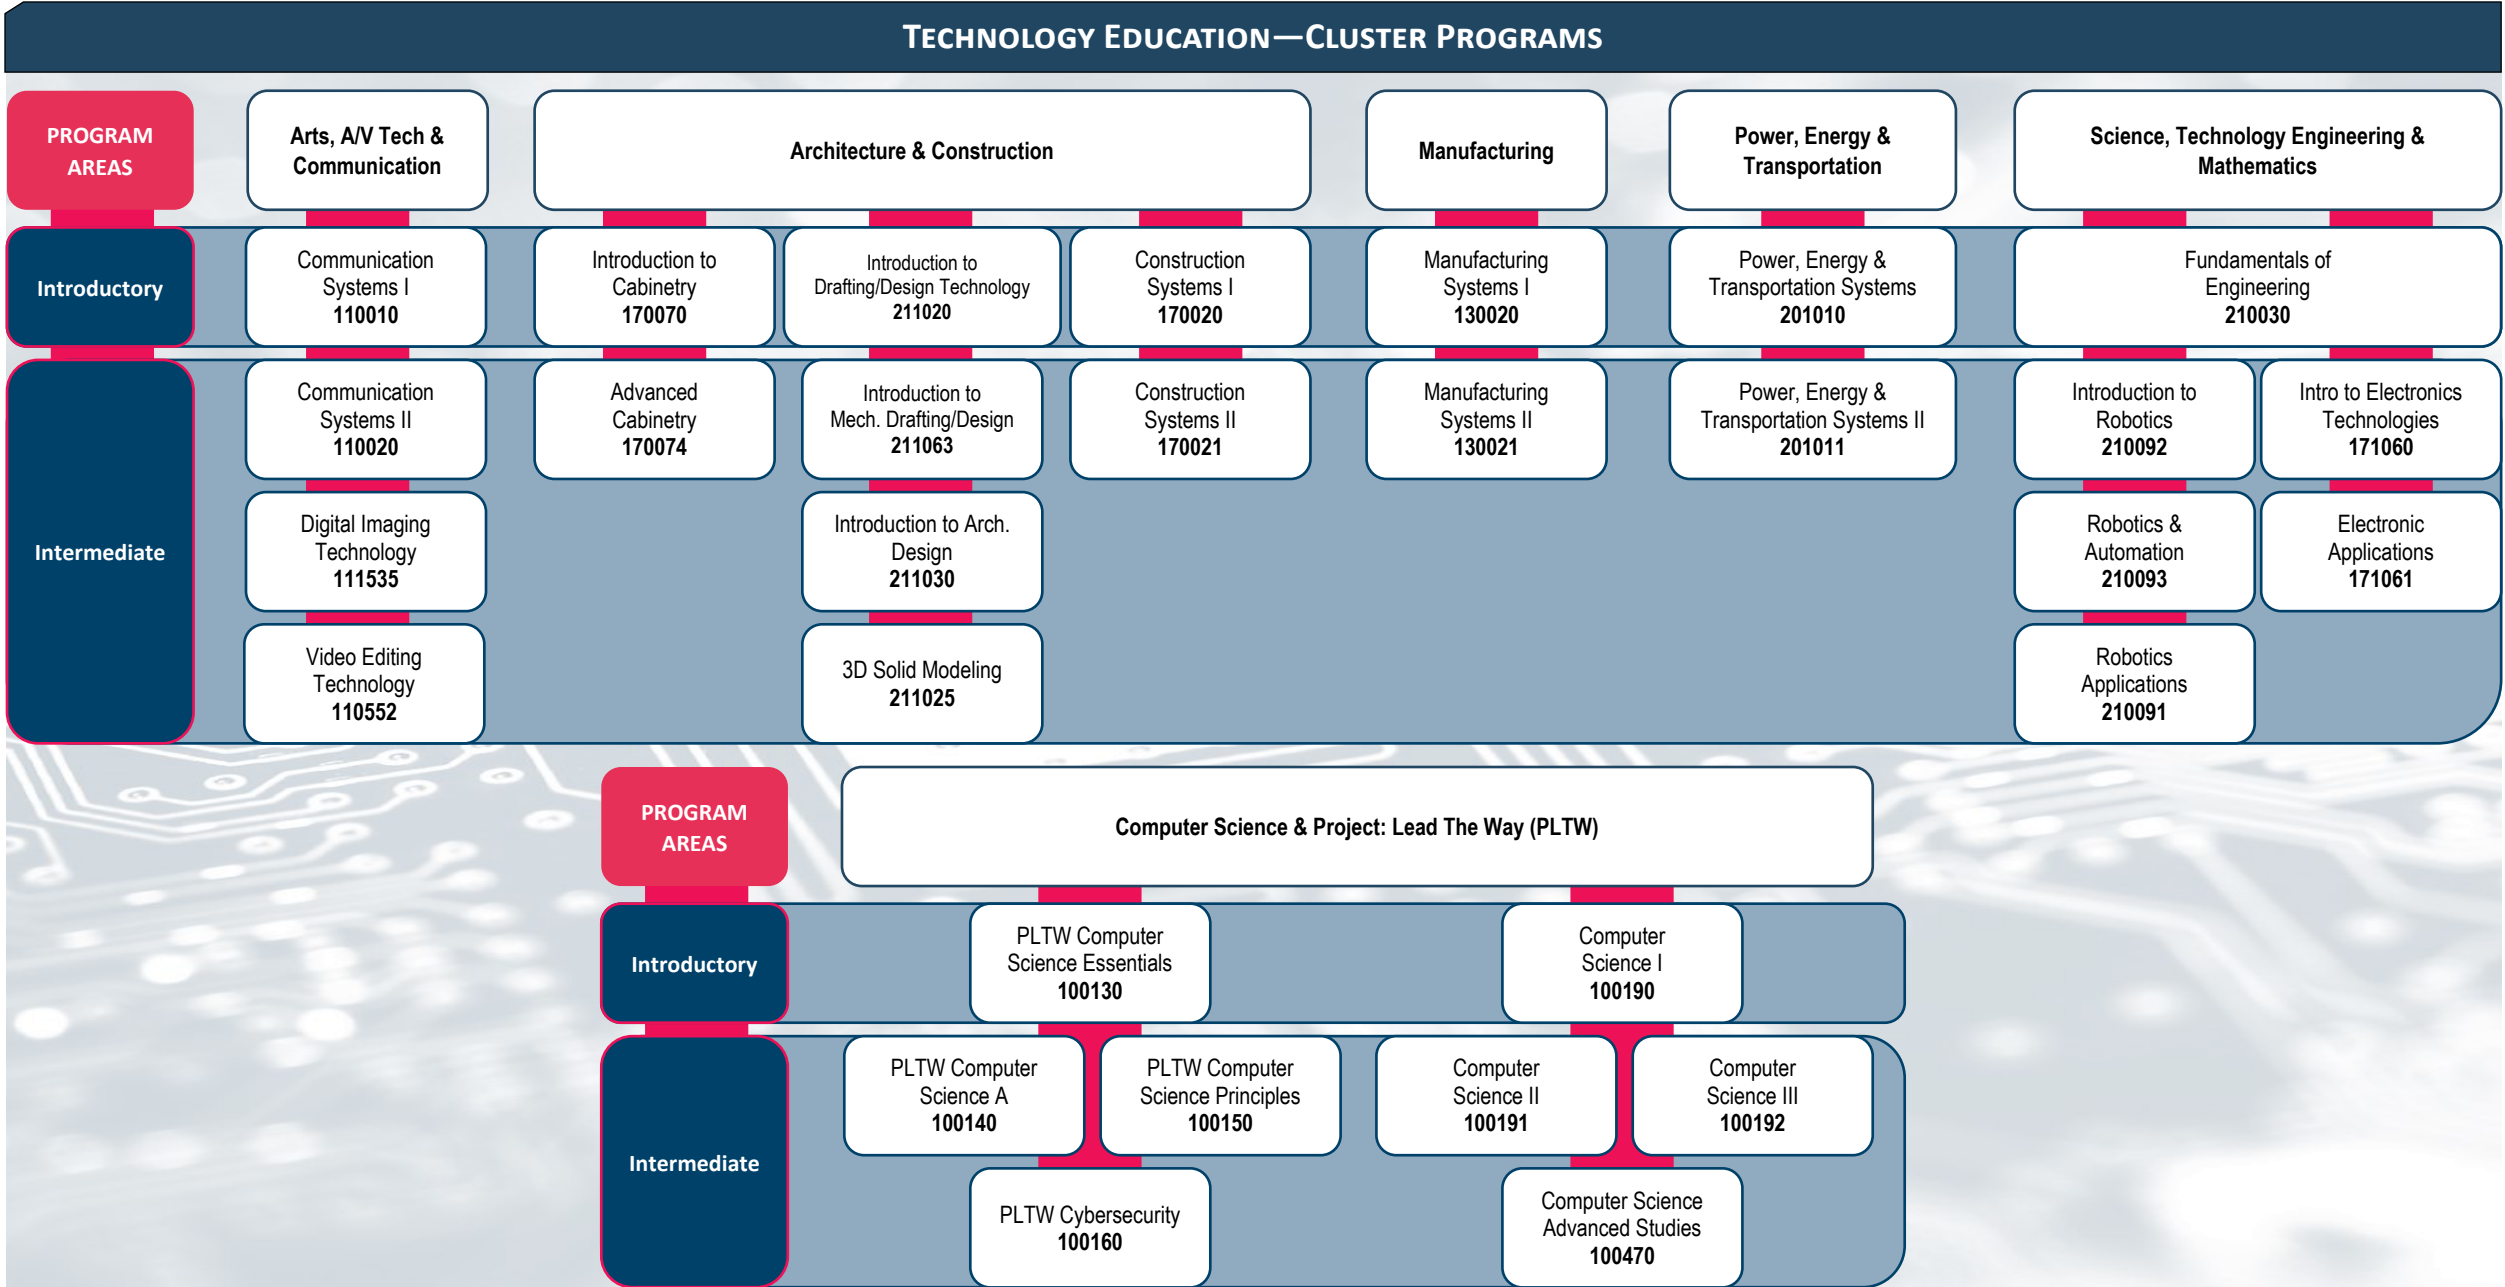 TECHNOLOGY EDUCATION—CLUSTER PROGRAMS
PROGRAM
AREAS
Arts, A/V Tech &
Communication
Architecture & Construction
Manufacturing
Power, Energy &
Transportation
Science, Technology Engineering &
Mathematics
Introductory
Communication
Systems I
110010
Introduction to
Cabinetry
170070
Introduction to
Drafting/Design Technology
211020
Construction
Systems I
170020
Manufacturing
Systems I
130020
Power, Energy &
Transportation Systems
201010
Fundamentals of
Engineering
210030
Intermediate
Communication
Systems II
110020
Advanced
Cabinetry
170074
Introduction to
Mech. Drafting/Design
211063
Construction
Systems II
170021
Manufacturing
Systems II
130021
Power, Energy &
Transportation Systems II
201011
Introduction to
Robotics
210092
Intro to Electronics
Technologies
171060
Digital Imaging
Technology
111535
Introduction to Arch.
Design
211030
Robotics &
Automation
210093
Electronic
Applications
171061
Video Editing
Technology
110552
3D Solid Modeling
211025
Robotics
Applications
210091
PROGRAM
AREAS
Computer Science & Project: Lead The Way (PLTW)
Introductory
PLTW Computer
Science Essentials
100130
Computer
Science I
100190
Intermediate
PLTW Computer
Science A
100140
PLTW Computer
Science Principles
100150
Computer
Science II
100191
Computer
Science III
100192
PLTW Cybersecurity
100160
Computer Science
Advanced Studies
100470